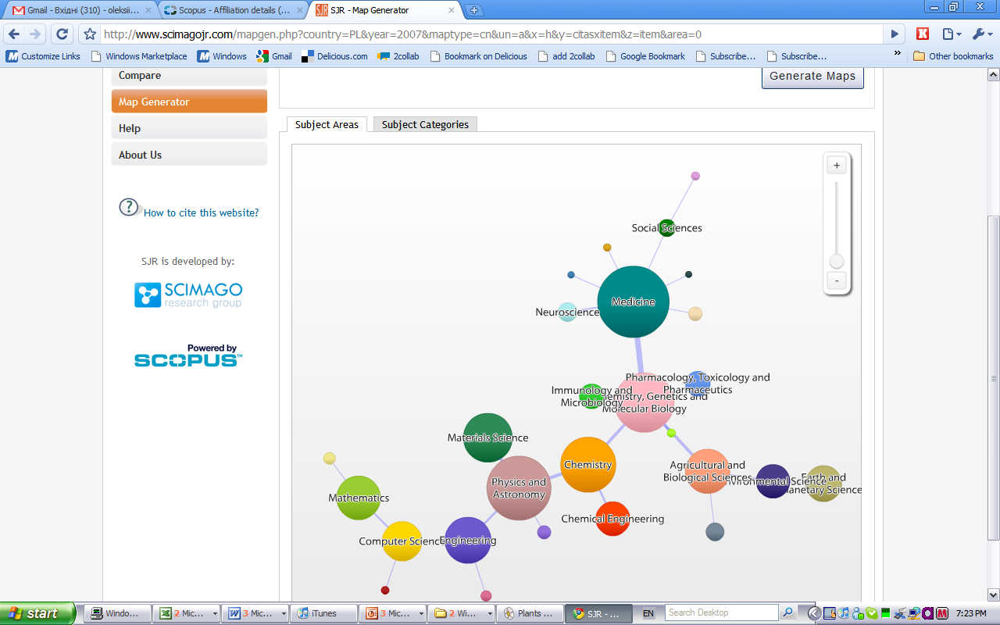 Gmail - Вхідні (310) - oleksii...
Scopus - Affiliation details (...
SJR - Map Generator
http://www.scimagojr.com/mapgen.php?country=PL&year=2007&maptype=cn&un=a&x=h&y=citasxitem&z=item&area=0
Customize Links
Windows Marketplace
Windows
Gmail
Delicious.com
2collab
Bookmark on Delicious
add 2collab
Google Bookmark
Subscribe...
Subscribe...
»
Other bookmarks
Compare
Map Generator
Help
About Us
How to cite this website?
SJR is developed by:
SCIMAGO
research group
Powered by
SCOPUS™
Generate Maps
Subject Areas
Subject Categories
+
-
Social Sciences
Medicine
Neuroscience
Pharmacology, Toxicology and
Pharmaceutics
Immunology and
Microbiology
chemistry, Genetics and
Molecular Biology
Materials Science
Chemistry
Agricultural and
Biological Sciences
nvironmental Science
Earth and
lanetary Science
Physics and
Astronomy
Mathematics
Chemical Engineering
Computer Scienc
Engineering
start
Windo...
2 Mic...
3 Mic...
iTunes
3 Mic...
2 Wi...
Plants ...
SJR - ...
EN
Search Desktop
7:23 PM